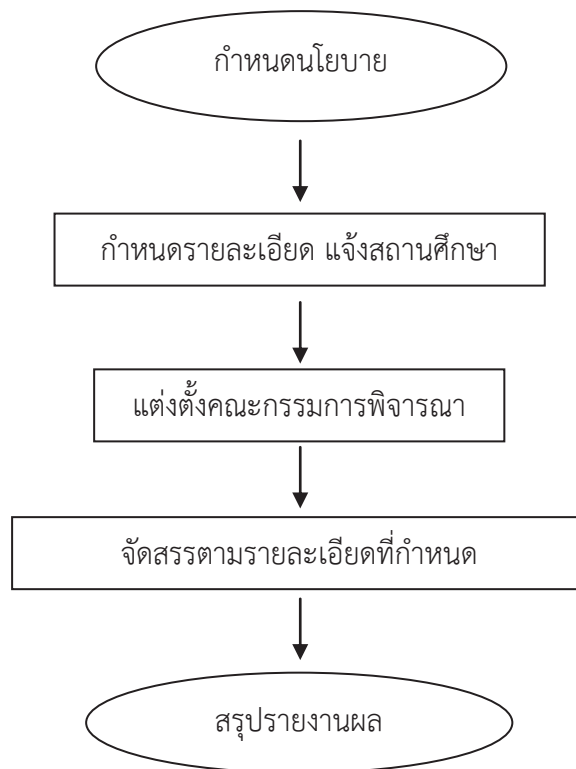 กำหนดนโยบาย
กำหนดรายละเอียด แจ้งสถานศึกษา
แต่งตั้งคณะกรรมการพิจารณา
จัดสรรตามรายละเอียดที่กำหนด
สรุปรายงานผล